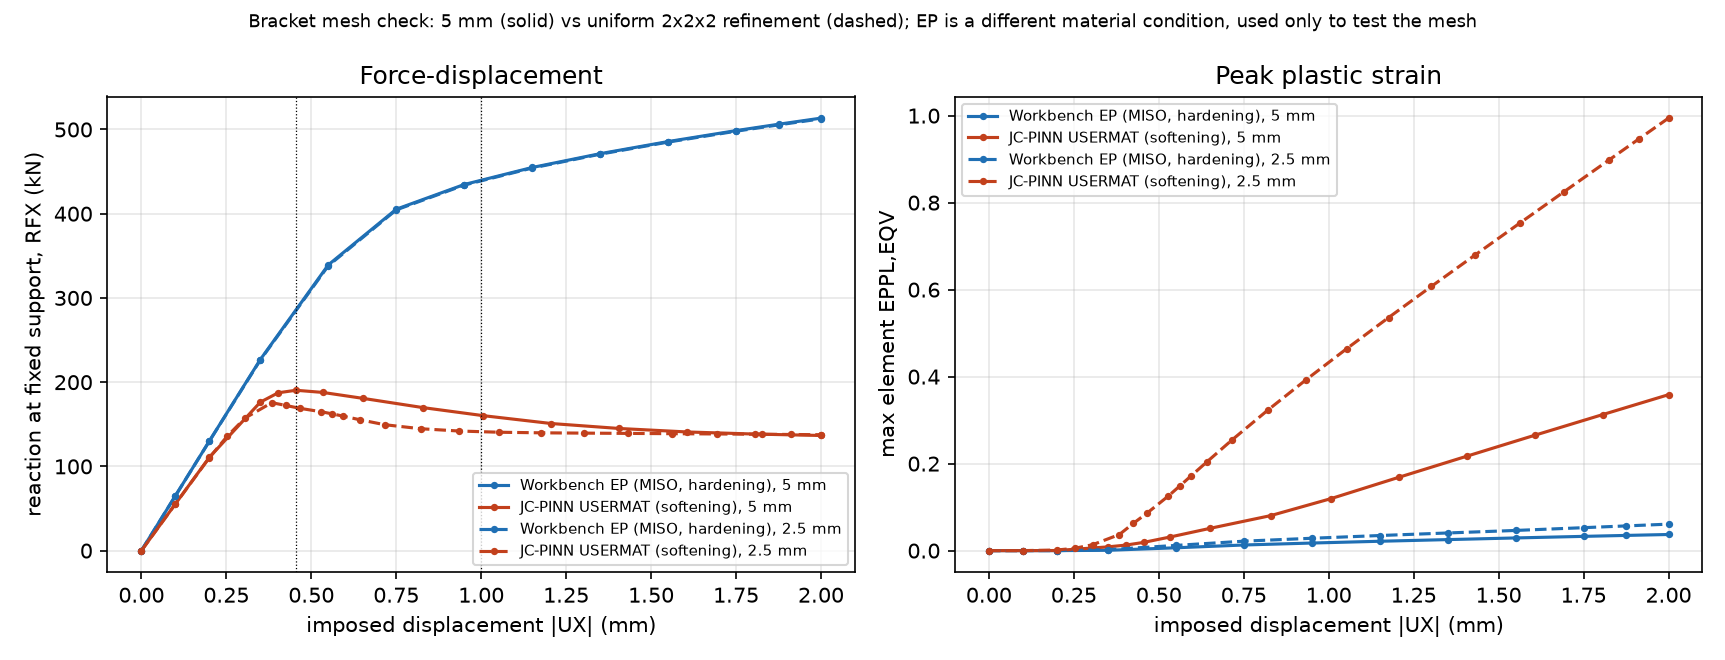 Bracket mesh check: 5 mm (solid) vs uniform 2x2x2 refinement (dashed); EP is a different material condition, used only to test the mesh
Force-displacement
reaction at fixed support, RFX (kN)
500
400
300
200
100
0
Workbench EP (MISO, hardening), 5 mm
JC-PINN USERMAT (softening), 5 mm
Workbench EP (MISO, hardening), 2.5 mm
JC-PINN USERMAT (softening), 2.5 mm
0.00 0.25 0.50 0.75 1.00 1.25 1.50 1.75 2.00
imposed displacement |UX| (mm)
Peak plastic strain
max element EPPL,EQV
1.0
0.8
0.6
0.4
0.2
0.0
Workbench EP (MISO, hardening), 5 mm
JC-PINN USERMAT (softening), 5 mm
Workbench EP (MISO, hardening), 2.5 mm
JC-PINN USERMAT (softening), 2.5 mm
0.00 0.25 0.50 0.75 1.00 1.25 1.50 1.75 2.00
imposed displacement |UX| (mm)